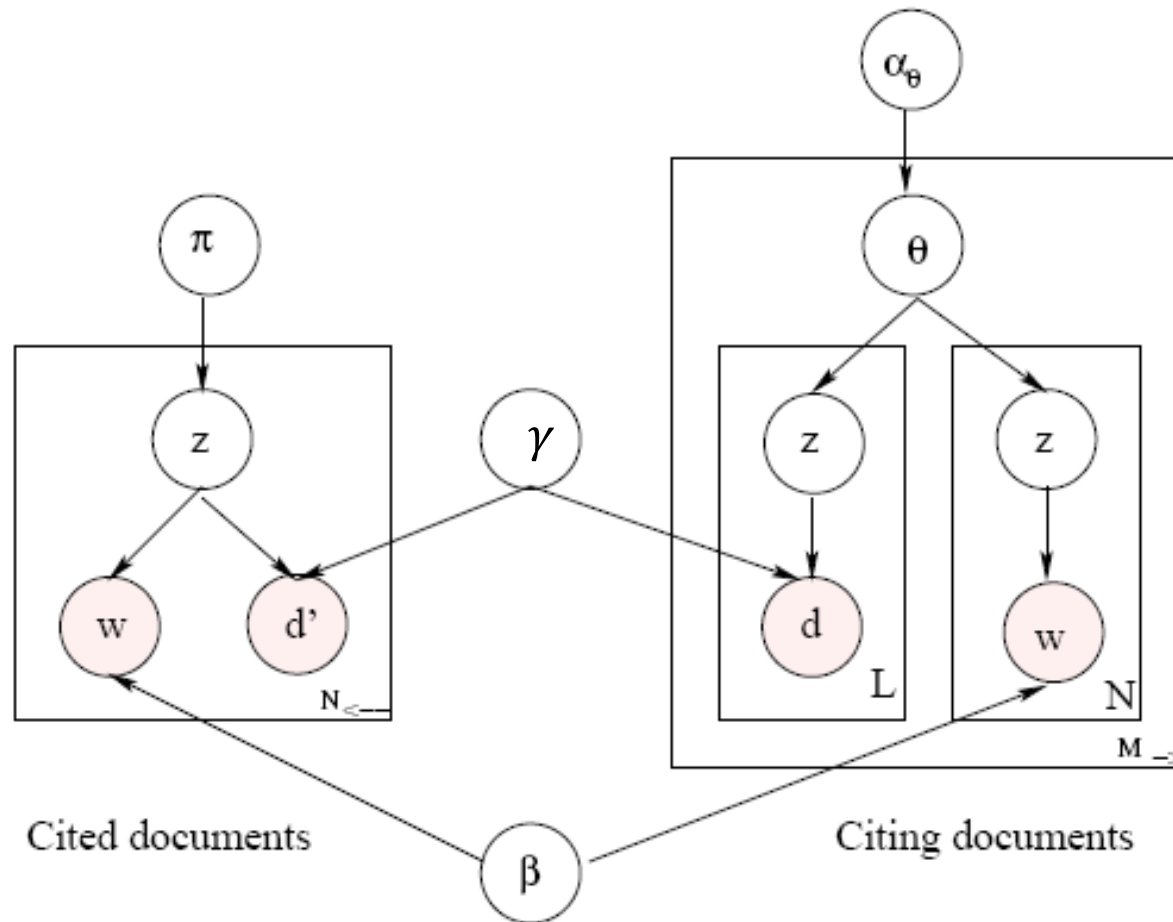 α_θ
π
θ
z
γ
z
z
w
d’
d
w
N <--
L
N
M -->
Cited documents
Citing documents
β